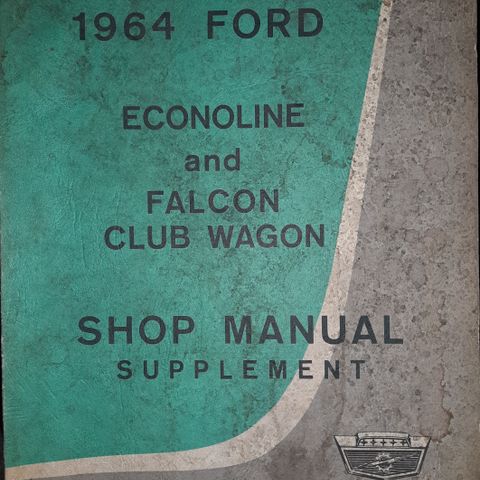 1964 FORD
ECONOLINE
and
FALCON
CLUB WAGON
SHOP MANUAL
SUPPLEMENT